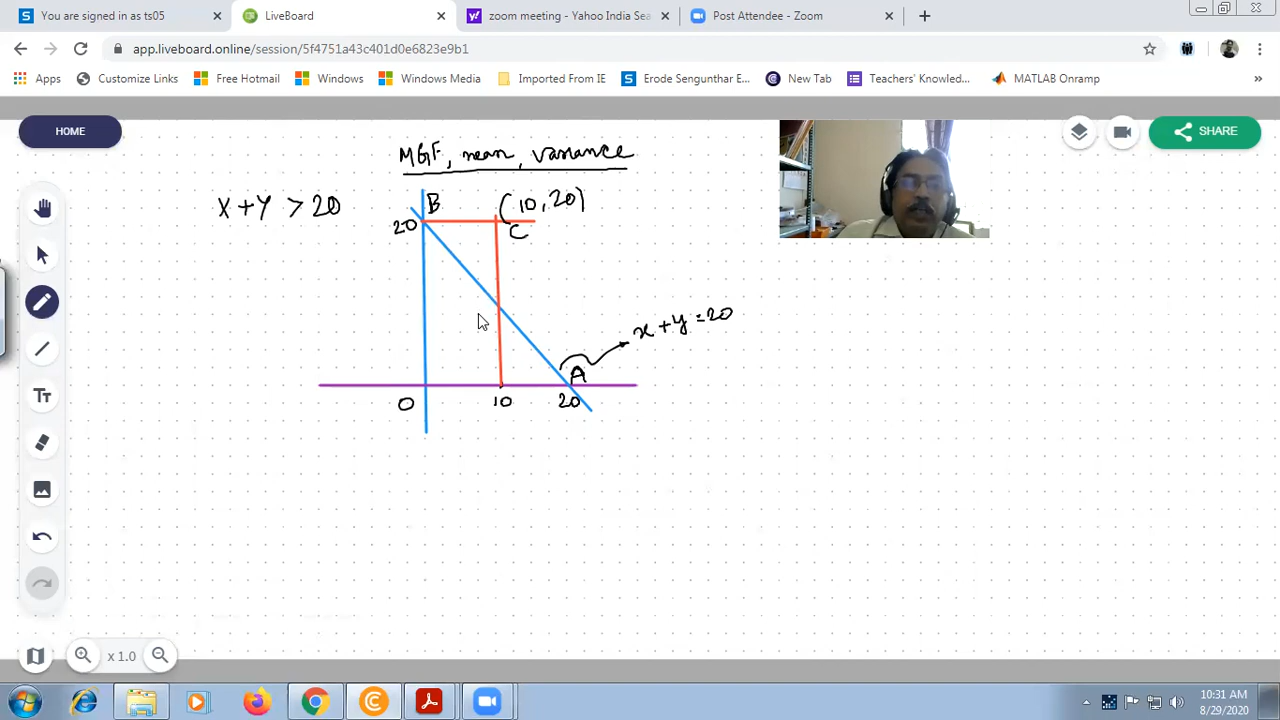 You are signed in as ts05
LiveBoard
zoom meeting - Yahoo India Sea
Post Attendee - Zoom
app.liveboard.online/session/5f4751a43c401d0e6823e9b1
Apps
Customize Links
Free Hotmail
Windows
Windows Media
Imported From IE
Erode Sengunthar E...
New Tab
Teachers' Knowled...
MATLAB Onramp
»
HOME
SHARE
MGF, mean, variance
X+Y > 20
B
(10, 20)
20
C
x+y=20
A
0
10
20
Tт
x 1.0
10:31 AM
8/29/2020